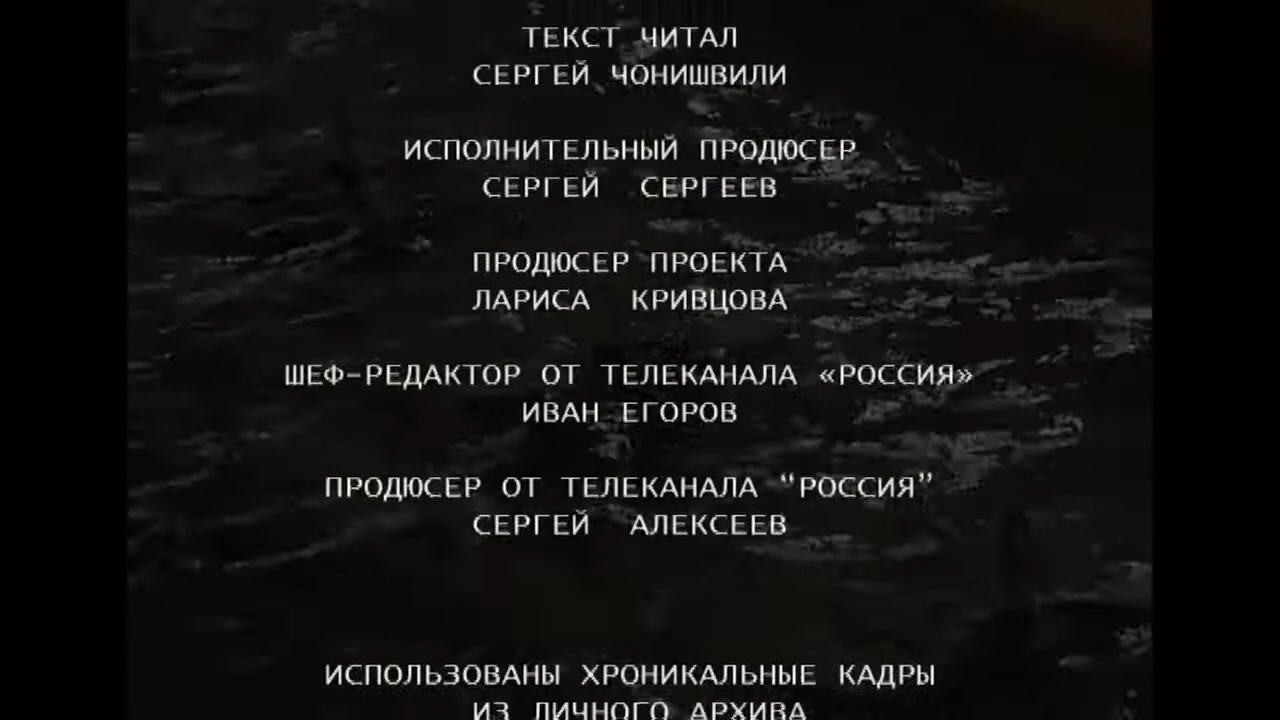 ТЕКСТ ЧИТАЛ
СЕРГЕЙ ЧОНИШВИЛИ
ИСПОЛНИТЕЛЬНЫЙ ПРОДЮСЕР
СЕРГЕЙ СЕРГЕЕВ
ПРОДЮСЕР ПРОЕКТА
ЛАРИСА КРИВЦОВА
ШЕФ-РЕДАКТОР ОТ ТЕЛЕКАНАЛА «РОССИЯ»
ИВАН ЕГОРОВ
ПРОДЮСЕР ОТ ТЕЛЕКАНАЛА “РОССИЯ”
СЕРГЕЙ АЛЕКСЕЕВ
ИСПОЛЬЗОВАНЫ ХРОНИКАЛЬНЫЕ КАДРЫ
ИЗ ЛИЧНОГО АРХИВА